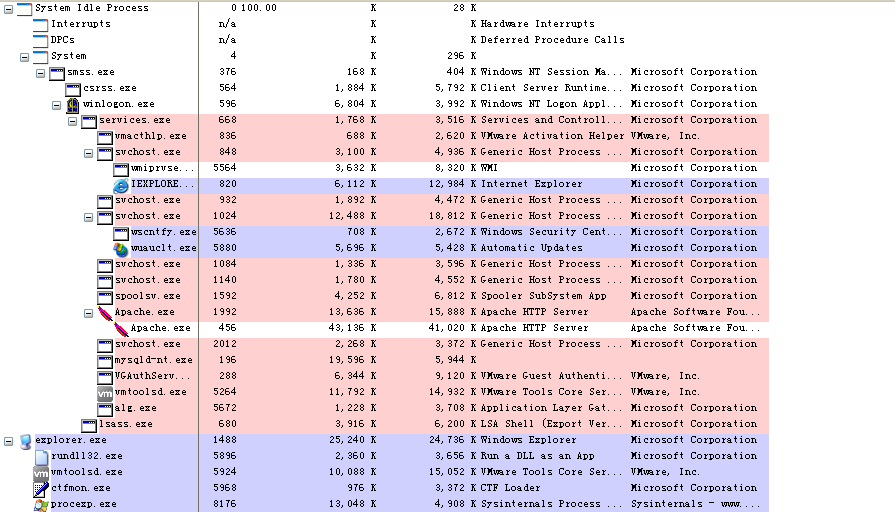 System Idle Process 0 100.00 K 28 K
Interrupts n/a K K Hardware Interrupts
DPCs n/a K K Deferred Procedure Calls
System 4 K 296 K
smss.exe 376 168 K 404 K Windows NT Session Ma... Microsoft Corporation
csrss.exe 564 1,884 K 5,792 K Client Server Runtime... Microsoft Corporation
winlogon.exe 596 6,804 K 3,992 K Windows NT Logon Appl... Microsoft Corporation
services.exe 668 1,768 K 3,516 K Services and Controll... Microsoft Corporation
vmacthlp.exe 836 688 K 2,620 K VMware Activation Helper VMware, Inc.
svchost.exe 848 3,100 K 4,936 K Generic Host Process ... Microsoft Corporation
wmiprvse... 5564 3,632 K 8,320 K WMI Microsoft Corporation
IEXPLORE... 820 6,112 K 12,984 K Internet Explorer Microsoft Corporation
svchost.exe 932 1,892 K 4,472 K Generic Host Process ... Microsoft Corporation
svchost.exe 1024 12,488 K 18,812 K Generic Host Process ... Microsoft Corporation
wscntfy.exe 5636 708 K 2,672 K Windows Security Cent... Microsoft Corporation
wuauclt.exe 5880 5,696 K 5,428 K Automatic Updates Microsoft Corporation
svchost.exe 1084 1,336 K 3,596 K Generic Host Process ... Microsoft Corporation
svchost.exe 1140 1,780 K 4,552 K Generic Host Process ... Microsoft Corporation
spoolsv.exe 1592 4,252 K 6,812 K Spooler SubSystem App Microsoft Corporation
Apache.exe 1992 13,636 K 15,888 K Apache HTTP Server Apache Software Fou...
Apache.exe 456 43,136 K 41,020 K Apache HTTP Server Apache Software Fou...
svchost.exe 2012 2,268 K 3,372 K Generic Host Process ... Microsoft Corporation
mysqld-nt.exe 196 19,596 K 5,944 K
VGAuthServ... 288 6,344 K 9,120 K VMware Guest Authenti... VMware, Inc.
vm vmtoolsd.exe 5264 11,792 K 14,932 K VMware Tools Core Ser... VMware, Inc.
alg.exe 5672 1,228 K 3,708 K Application Layer Gat... Microsoft Corporation
lsass.exe 680 3,916 K 6,200 K LSA Shell (Export Ver... Microsoft Corporation
explorer.exe 1488 25,240 K 24,736 K Windows Explorer Microsoft Corporation
rundll32.exe 5896 2,360 K 3,656 K Run a DLL as an App Microsoft Corporation
vm vmtoolsd.exe 5924 10,088 K 15,052 K VMware Tools Core Ser... VMware, Inc.
ctfmon.exe 5968 976 K 3,372 K CTF Loader Microsoft Corporation
procexp.exe 8176 13,048 K 4,908 K Sysinternals Process ... Sysinternals - www....